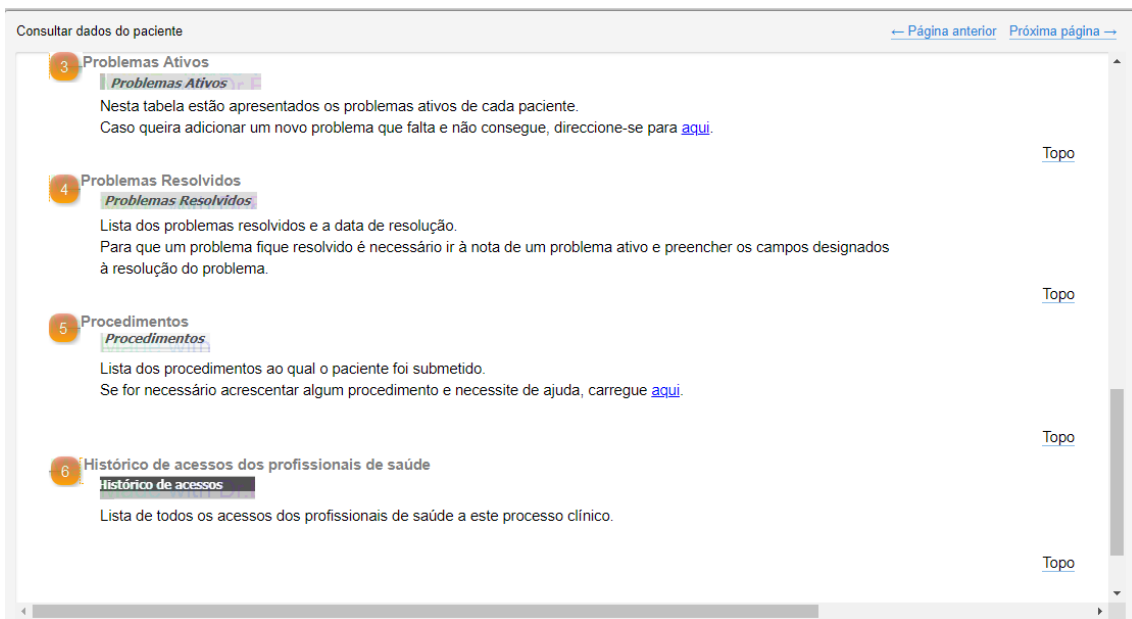 Consultar dados do paciente
← Página anterior Próxima página →
3 Problemas Ativos
Problemas Ativos
Nesta tabela estão apresentados os problemas ativos de cada paciente.
Caso queira adicionar um novo problema que falta e não consegue, direccione-se para aqui.
Topo
4 Problemas Resolvidos
Problemas Resolvidos
Lista dos problemas resolvidos e a data de resolução.
Para que um problema fique resolvido é necessário ir à nota de um problema ativo e preencher os campos designados
à resolução do problema.
Topo
5 Procedimentos
Procedimentos
Lista dos procedimentos ao qual o paciente foi submetido.
Se for necessário acrescentar algum procedimento e necessite de ajuda, carregue aqui.
Topo
6 Histórico de acessos dos profissionais de saúde
Histórico de acessos
Lista de todos os acessos dos profissionais de saúde a este processo clínico.
Topo